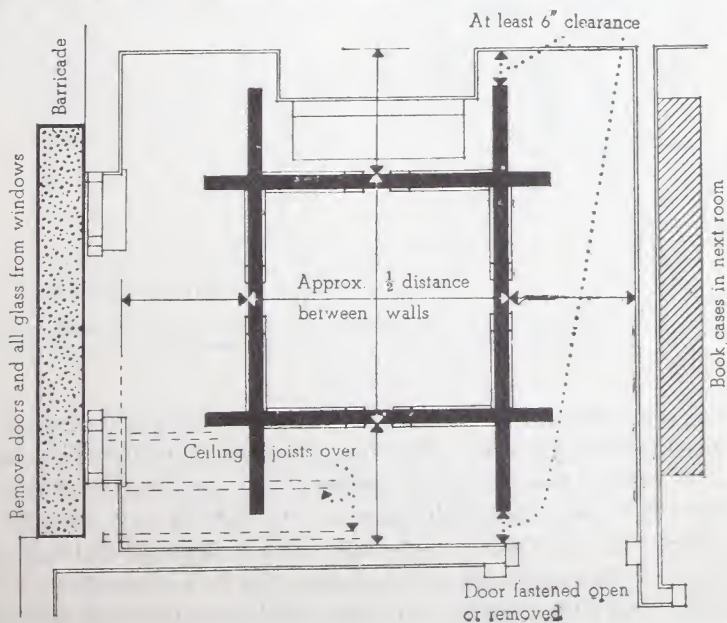 At least 6" clearance
Barricade
Remove doors and all glass from windows
Approx. ½ distance
between walls
Book cases in next room
Ceiling joists over
Door fastened open
or removed